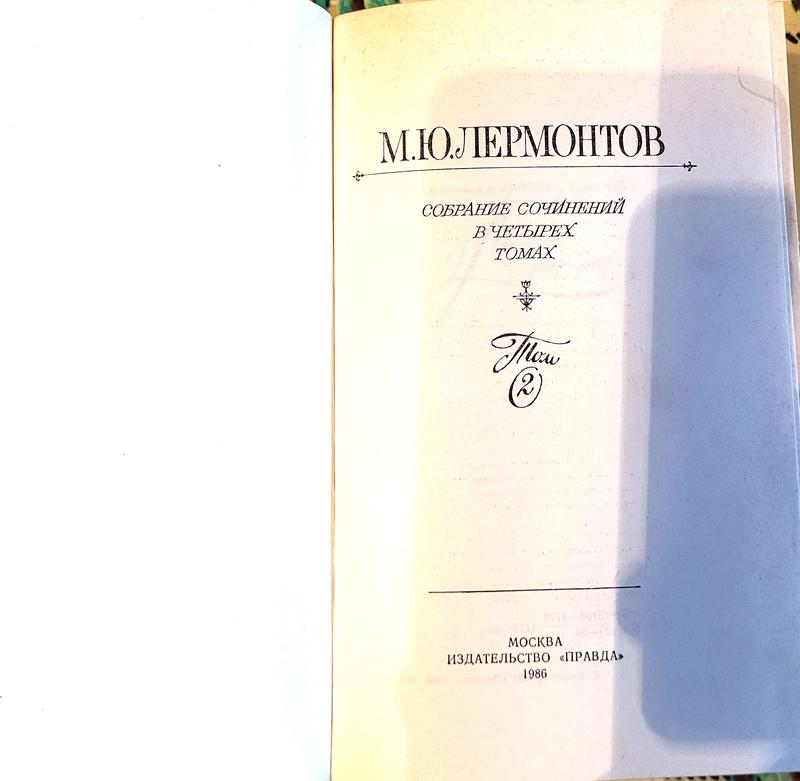 М.Ю.ЛЕРМОНТОВ
СОБРАНИЕ СОЧИНЕНИЙ
В ЧЕТЫРЕХ
ТОМАХ
Том
2
МОСКВА
ИЗДАТЕЛЬСТВО «ПРАВДА»
1986